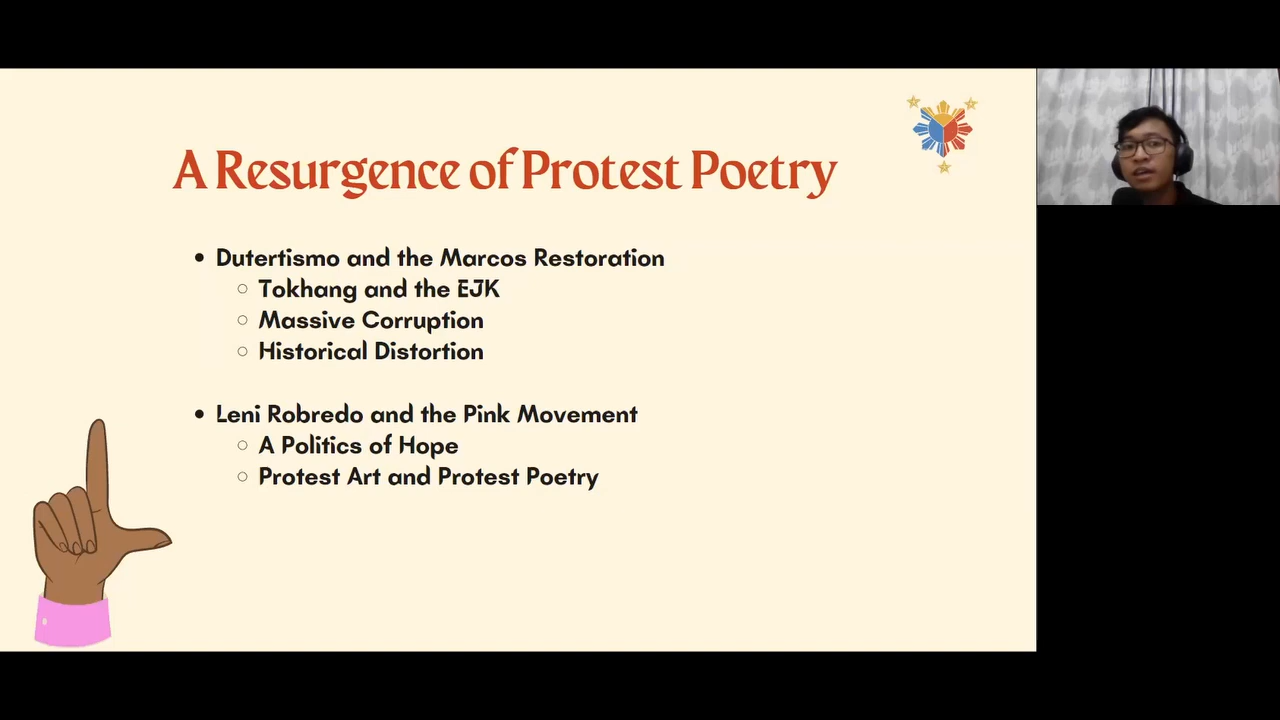 A Resurgence of Protest Poetry
• Dutertismo and the Marcos Restoration
○ Tokhang and the EJK
○ Massive Corruption
○ Historical Distortion
• Leni Robredo and the Pink Movement
○ A Politics of Hope
○ Protest Art and Protest Poetry